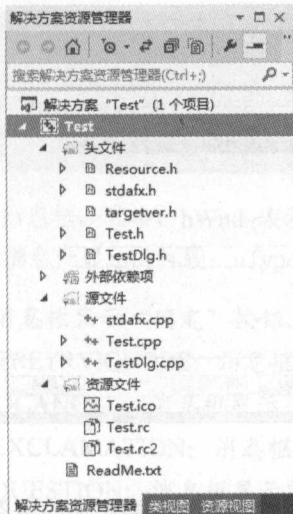 解决方案资源管理器
搜索解决方案资源管理器(Ctrl+;)
解决方案 "Test" (1 个项目)
Test
头文件
Resource.h
stdafx.h
targetver.h
Test.h
TestDlg.h
外部依赖项
源文件
stdafx.cpp
Test.cpp
TestDlg.cpp
资源文件
Test.ico
Test.rc
Test.rc2
ReadMe.txt
解决方案资源管理器 类视图 资源视图